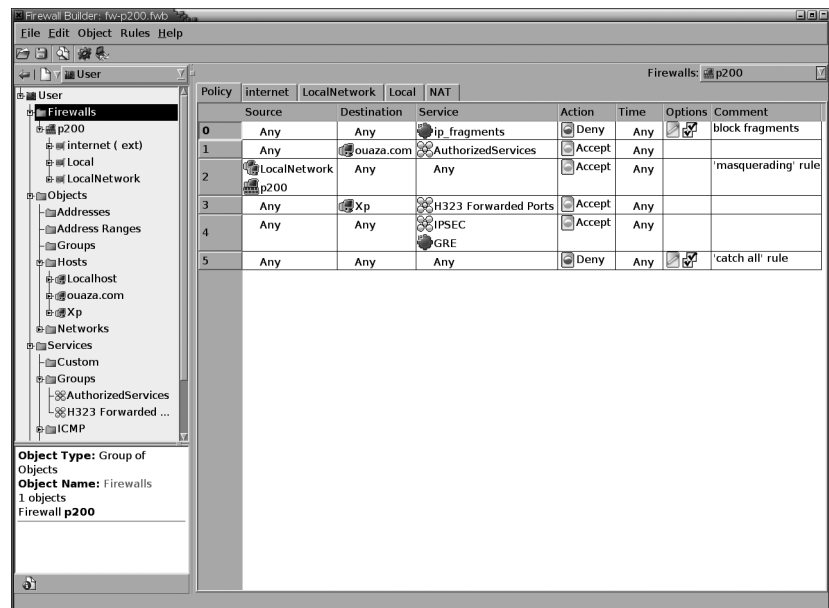 Firewall Builder: fw-p200.fwb
File Edit Object Rules Help
User
Firewalls: p200
User
Firewalls
p200
internet ( ext)
Local
LocalNetwork
Objects
Addresses
Address Ranges
Groups
Hosts
Localhost
ouaza.com
Xp
Networks
Services
Custom
Groups
AuthorizedServices
H323 Forwarded ...
ICMP
Object Type: Group of
Objects
Object Name: Firewalls
1 objects
Firewall p200
Policy internet LocalNetwork Local NAT
Source Destination Service Action Time Options Comment
0 Any Any ip_fragments Deny Any block fragments
1 Any ouaza.com AuthorizedServices Accept Any
2 LocalNetwork Any Any Accept Any 'masquerading' rule
p200
3 Any Xp H323 Forwarded Ports Accept Any
4 Any Any IPSEC Accept Any
GRE
5 Any Any Any Deny Any 'catch all' rule